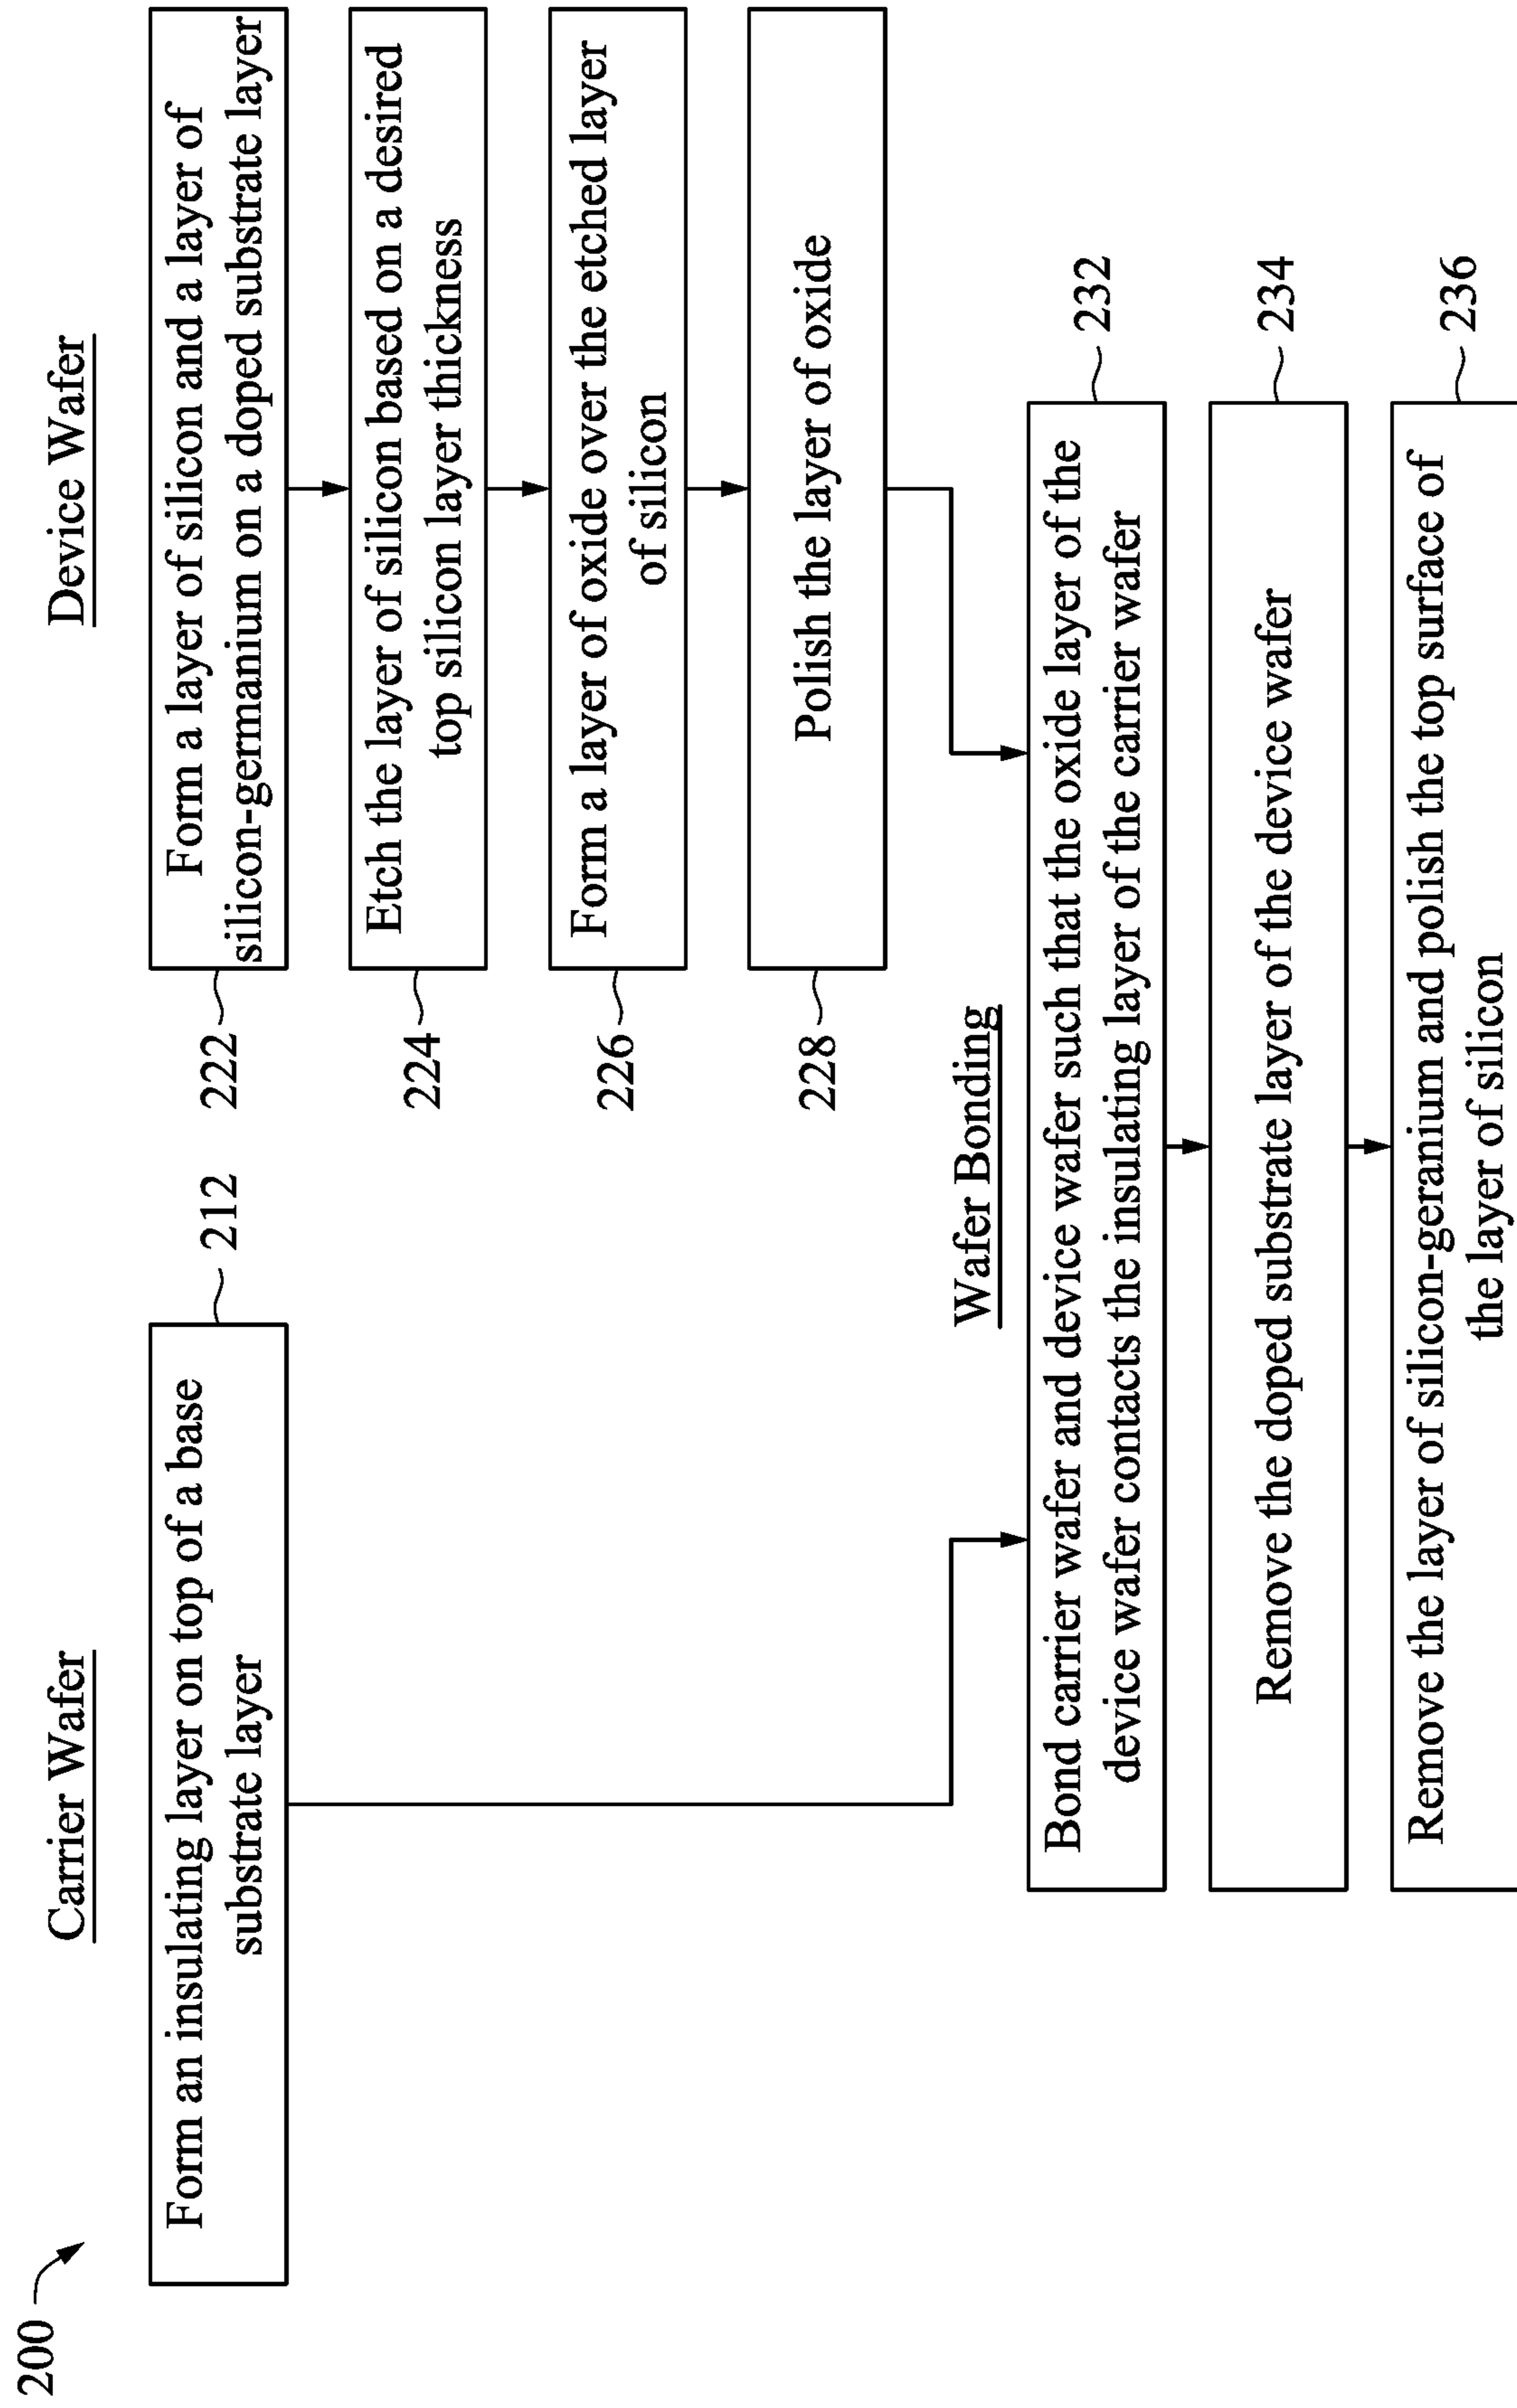 200
Carrier Wafer
Form an insulating layer on top of a base
substrate layer
212
Device Wafer
222
Form a layer of silicon and a layer of
silicon-germanium on a doped substrate layer
224
Etch the layer of silicon based on a desired
top silicon layer thickness
226
Form a layer of oxide over the etched layer
of silicon
228
Polish the layer of oxide
Wafer Bonding
Bond carrier wafer and device wafer such that the oxide layer of the
device wafer contacts the insulating layer of the carrier wafer
232
Remove the doped substrate layer of the device wafer
234
Remove the layer of silicon-geranium and polish the top surface of
the layer of silicon
236